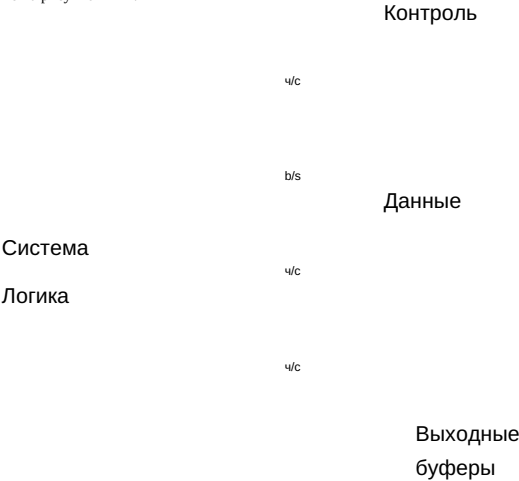 Контроль
ч/с
b/s
Данные
Система
ч/с
Логика
ч/с
Выходные
буферы